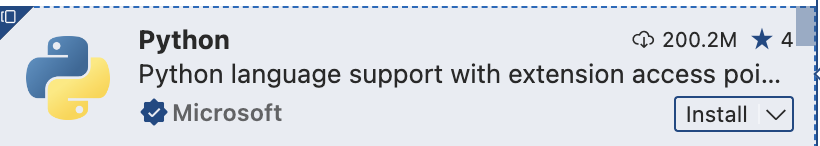 Python 200.2M ★ 4
Python language support with extension access poi...
Microsoft Install